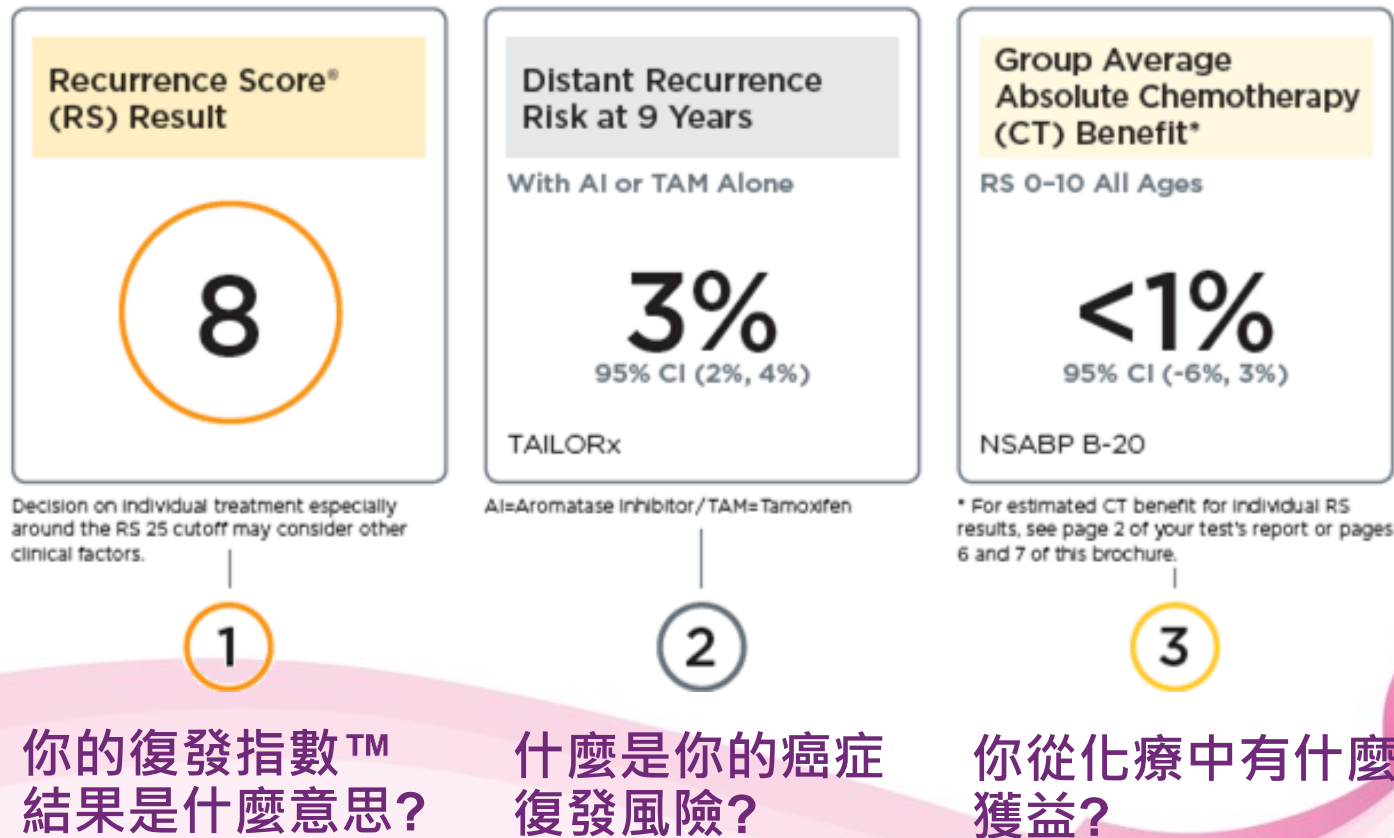 Recurrence Score®
(RS) Result
8
Decision on individual treatment especially
around the RS 25 cutoff may consider other
clinical factors.
1
你的復發指數™
結果是什麼意思?
Distant Recurrence
Risk at 9 Years
With AI or TAM Alone
3%
95% CI (2%, 4%)
TAILORx
AI=Aromatase Inhibitor/TAM=Tamoxifen
2
什麼是你的癌症
復發風險?
Group Average
Absolute Chemotherapy
(CT) Benefit*
RS 0-10 All Ages
<1%
95% CI (-6%, 3%)
NSABP B-20
* For estimated CT benefit for individual RS
results, see page 2 of your test's report or pages
6 and 7 of this brochure.
3
你從化療中有什麼
獲益?